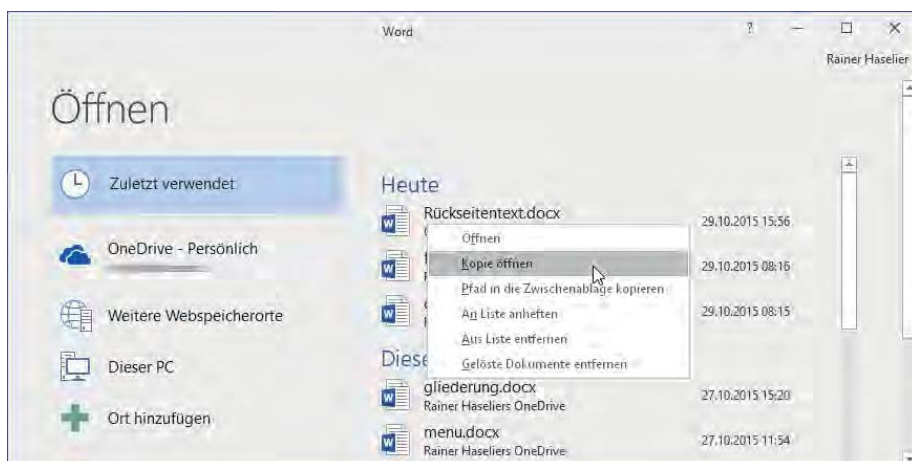 Word
?
Rainer Haselier
Öffnen
Zuletzt verwendet
OneDrive - Persönlich
Weitere Webspeicherorte
Dieser PC
Ort hinzufügen
Heute
Rückseitentext.docx
29.10.2015 15:56
Öffnen
Kopie öffnen
29.10.2015 08:16
Pfad in die Zwischenablage kopieren
An Liste anheften
29.10.2015 08:15
Aus Liste entfernen
Gelöste Dokumente entfernen
gliederung.docx
27.10.2015 15:20
Rainer Haseliers OneDrive
menu.docx
27.10.2015 11:54
Rainer Haseliers OneDrive